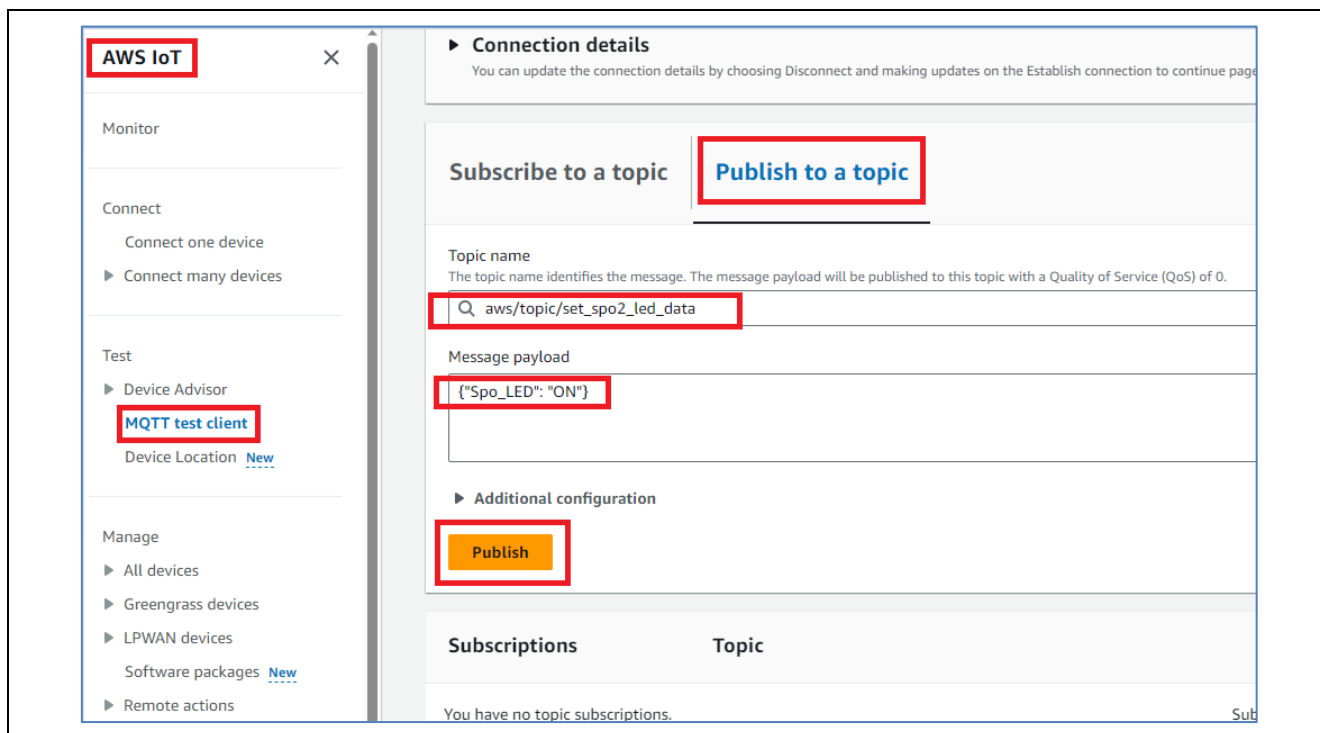 AWS IoT
Monitor
Connect
Connect one device
Connect many devices
Test
Device Advisor
MQTT test client
Device Location New
Manage
All devices
Greengrass devices
LPWAN devices
Software packages New
Remote actions
Connection details
You can update the connection details by choosing Disconnect and making updates on the Establish connection to continue page
Subscribe to a topic
Publish to a topic
Topic name
The topic name identifies the message. The message payload will be published to this topic with a Quality of Service (QoS) of 0.
aws/topic/set_spo2_led_data
Message payload
{"Spo_LED": "ON"}
Additional configuration
Publish
Subscriptions Topic
You have no topic subscriptions. Sub